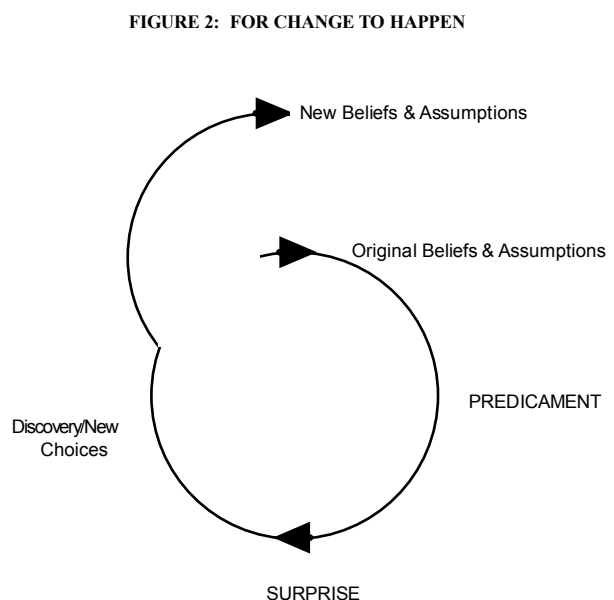 FIGURE 2: FOR CHANGE TO HAPPEN
New Beliefs & Assumptions
Original Beliefs & Assumptions
PREDICAMENT
Discovery/New
Choices
SURPRISE